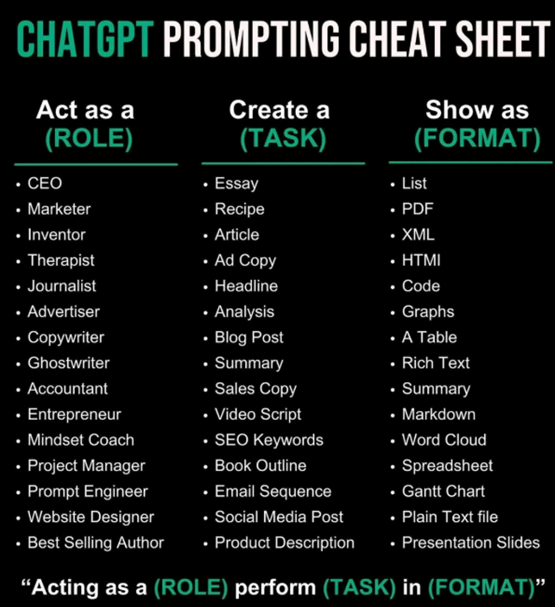 CHATGPT PROMPTING CHEAT SHEET
Act as a
(ROLE)
• CEO
• Marketer
• Inventor
• Therapist
• Journalist
• Advertiser
• Copywriter
• Ghostwriter
• Accountant
• Entrepreneur
• Mindset Coach
• Project Manager
• Prompt Engineer
• Website Designer
• Best Selling Author
Create a
(TASK)
• Essay
• Recipe
• Article
• Ad Copy
• Headline
• Analysis
• Blog Post
• Summary
• Sales Copy
• Video Script
• SEO Keywords
• Book Outline
• Email Sequence
• Social Media Post
• Product Description
Show as
(FORMAT)
• List
• PDF
• XML
• HTMl
• Code
• Graphs
• A Table
• Rich Text
• Summary
• Markdown
• Word Cloud
• Spreadsheet
• Gantt Chart
• Plain Text file
• Presentation Slides
“Acting as a (ROLE) perform (TASK) in (FORMAT)”